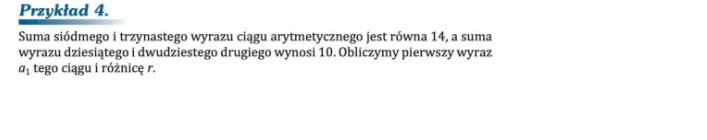 Przykład 4.
Suma siódmego i trzynastego wyrazu ciągu arytmetycznego jest równa 14, a suma
wyrazu dziesiątego i dwudziestego drugiego wynosi 10. Obliczymy pierwszy wyraz
a₁ tego ciągu i różnicę r.